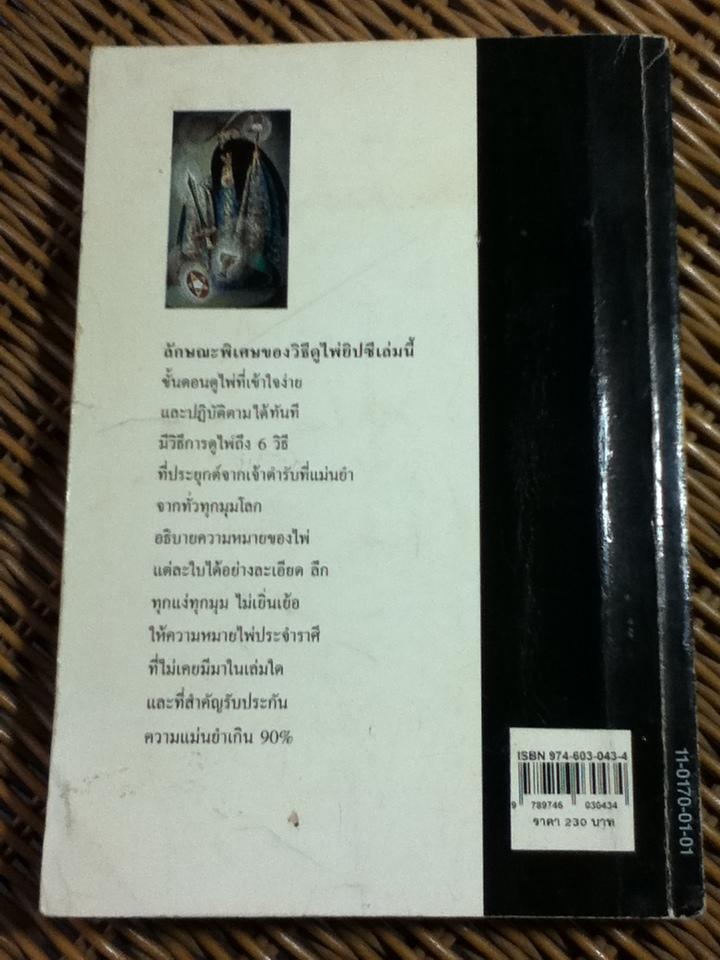 ลักษณะพิเศษของวิธีดูไพ่ยิปซีเล่มนี้
ขั้นตอนดูไพ่ที่เข้าใจง่าย
และปฏิบัติตามได้ทันที
มีวิธีการดูไพ่ถึง 6 วิธี
ที่ประยุกต์จากเจ้าตำรับที่แม่นยำ
จากทั่วทุกมุมโลก
อธิบายความหมายของไพ่
แต่ละใบได้อย่างละเอียด ลึก
ทุกแง่ทุกมุม ไม่เยิ่นเย้อ
ให้ความหมายไพ่ประจำราศี
ที่ไม่เคยมีมาในเล่มใด
และที่สำคัญรับประกัน
ความแม่นยำเกิน 90%
ISBN 974-603-043-4
9 789746 030434
ราคา 230 บาท
11-0170-01-01